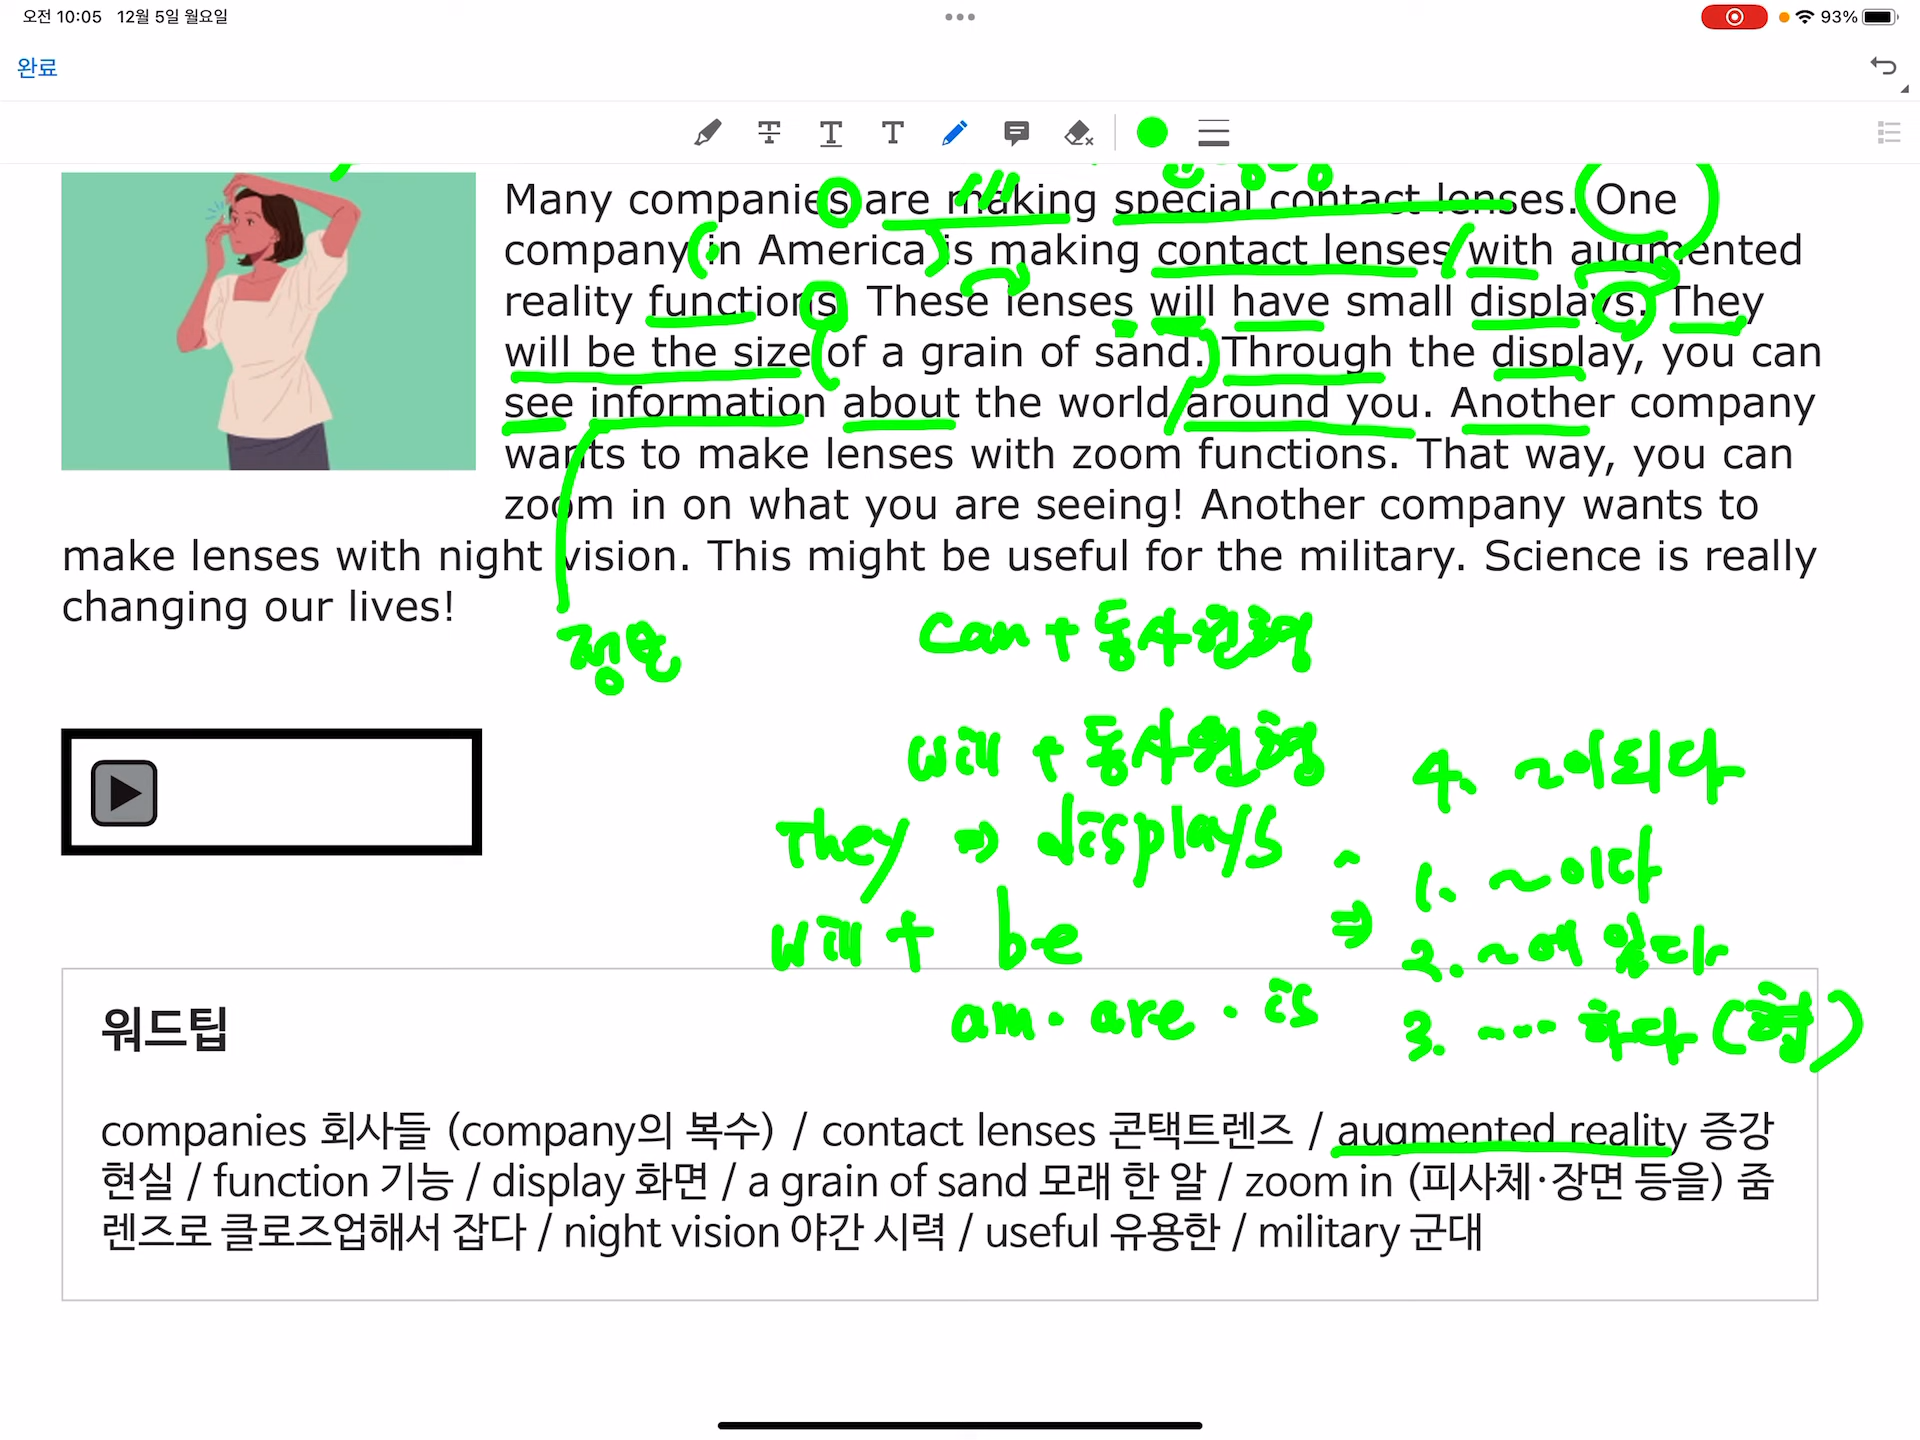 오전 10:05 12월 5일 월요일
93%
완료
Many companies are making special contact lenses. One
company in America is making contact lenses with augmented
reality functions. These lenses will have small displays. They
will be the size of a grain of sand. Through the display, you can
see information about the world around you. Another company
wants to make lenses with zoom functions. That way, you can
zoom in on what you are seeing! Another company wants to
make lenses with night vision. This might be useful for the military. Science is really
changing our lives!
정보
can + 동사원형
will + 동사원형
4. ~이 되다
They ⇒ displays
1. ~이다
will + be
⇒
2. ~에 있다
am · are · is
3. ... 하다 (형)
워드팁
companies 회사들 (company의 복수) / contact lenses 콘택트렌즈 / augmented reality 증강
현실 / function 기능 / display 화면 / a grain of sand 모래 한 알 / zoom in (피사체·장면 등을) 줌
렌즈로 클로즈업해서 잡다 / night vision 야간 시력 / useful 유용한 / military 군대